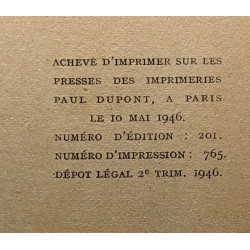 ACHEVÉ D'IMPRIMER SUR LES
PRESSES DES IMPRIMERIES
PAUL DUPONT, A PARIS
LE 10 MAI 1946.
NUMÉRO D'ÉDITION : 201.
NUMÉRO D'IMPRESSION : 765.
DÉPOT LÉGAL 2e TRIM. 1946.